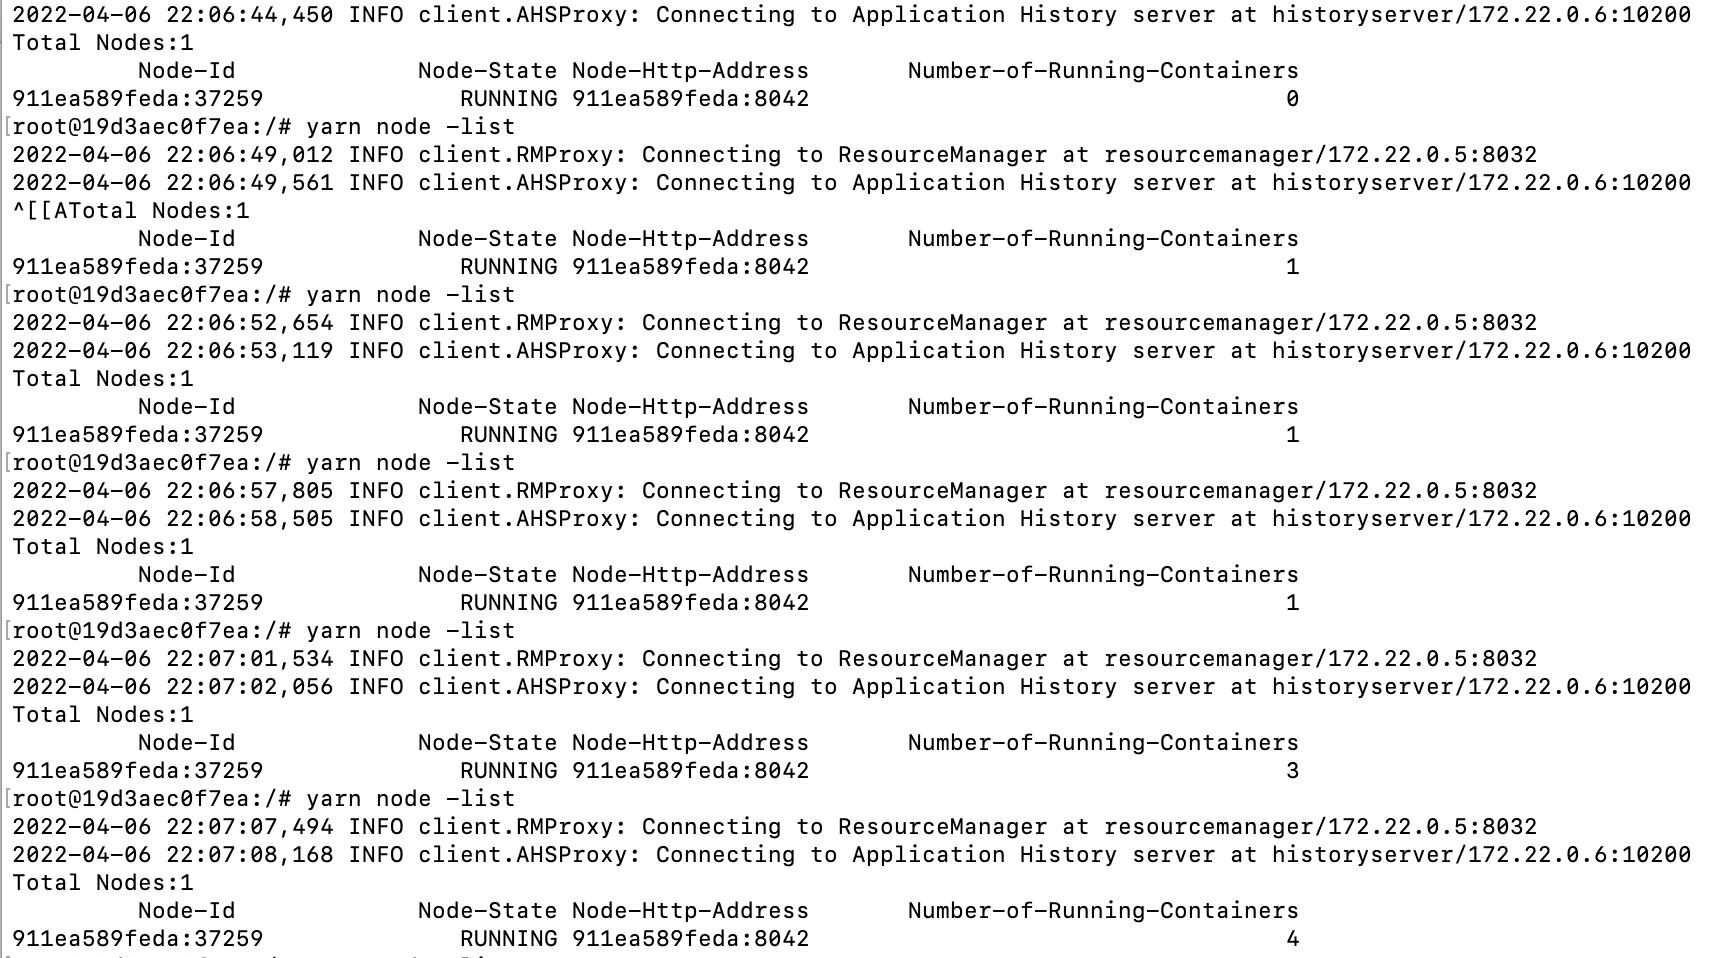 2022-04-06 22:06:44,450 INFO client.AHSProxy: Connecting to Application History server at historyserver/172.22.0.6:10200
Total Nodes:1
         Node-Id             Node-State Node-Http-Address       Number-of-Running-Containers
911ea589feda:37259              RUNNING 911ea589feda:8042                                  0
[root@19d3aec0f7ea:/# yarn node -list
2022-04-06 22:06:49,012 INFO client.RMProxy: Connecting to ResourceManager at resourcemanager/172.22.0.5:8032
2022-04-06 22:06:49,561 INFO client.AHSProxy: Connecting to Application History server at historyserver/172.22.0.6:10200
^[[ATotal Nodes:1
         Node-Id             Node-State Node-Http-Address       Number-of-Running-Containers
911ea589feda:37259              RUNNING 911ea589feda:8042                                  1
[root@19d3aec0f7ea:/# yarn node -list
2022-04-06 22:06:52,654 INFO client.RMProxy: Connecting to ResourceManager at resourcemanager/172.22.0.5:8032
2022-04-06 22:06:53,119 INFO client.AHSProxy: Connecting to Application History server at historyserver/172.22.0.6:10200
Total Nodes:1
         Node-Id             Node-State Node-Http-Address       Number-of-Running-Containers
911ea589feda:37259              RUNNING 911ea589feda:8042                                  1
[root@19d3aec0f7ea:/# yarn node -list
2022-04-06 22:06:57,805 INFO client.RMProxy: Connecting to ResourceManager at resourcemanager/172.22.0.5:8032
2022-04-06 22:06:58,505 INFO client.AHSProxy: Connecting to Application History server at historyserver/172.22.0.6:10200
Total Nodes:1
         Node-Id             Node-State Node-Http-Address       Number-of-Running-Containers
911ea589feda:37259              RUNNING 911ea589feda:8042                                  1
[root@19d3aec0f7ea:/# yarn node -list
2022-04-06 22:07:01,534 INFO client.RMProxy: Connecting to ResourceManager at resourcemanager/172.22.0.5:8032
2022-04-06 22:07:02,056 INFO client.AHSProxy: Connecting to Application History server at historyserver/172.22.0.6:10200
Total Nodes:1
         Node-Id             Node-State Node-Http-Address       Number-of-Running-Containers
911ea589feda:37259              RUNNING 911ea589feda:8042                                  3
[root@19d3aec0f7ea:/# yarn node -list
2022-04-06 22:07:07,494 INFO client.RMProxy: Connecting to ResourceManager at resourcemanager/172.22.0.5:8032
2022-04-06 22:07:08,168 INFO client.AHSProxy: Connecting to Application History server at historyserver/172.22.0.6:10200
Total Nodes:1
         Node-Id             Node-State Node-Http-Address       Number-of-Running-Containers
911ea589feda:37259              RUNNING 911ea589feda:8042                                  4